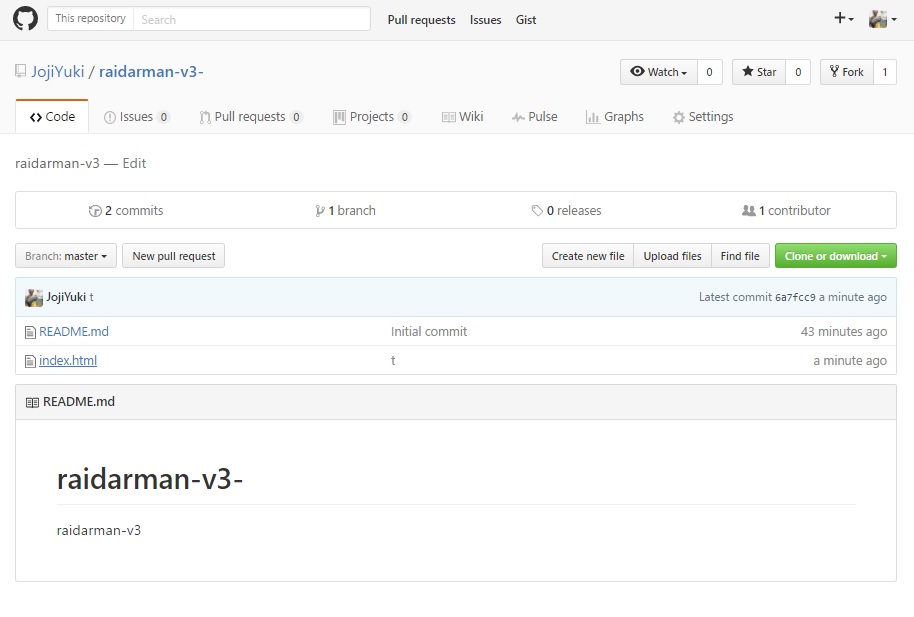 This repository Search Pull requests Issues Gist
JojiYuki / raidarman-v3-
Watch 0 Star 0 Fork 1
Code Issues 0 Pull requests 0 Projects 0 Wiki Pulse Graphs Settings
raidarman-v3 — Edit
2 commits 1 branch 0 releases 1 contributor
Branch: master New pull request Create new file Upload files Find file Clone or download
JojiYuki t Latest commit 6a7fcc9 a minute ago
README.md Initial commit 43 minutes ago
index.html t a minute ago
README.md
raidarman-v3-
raidarman-v3